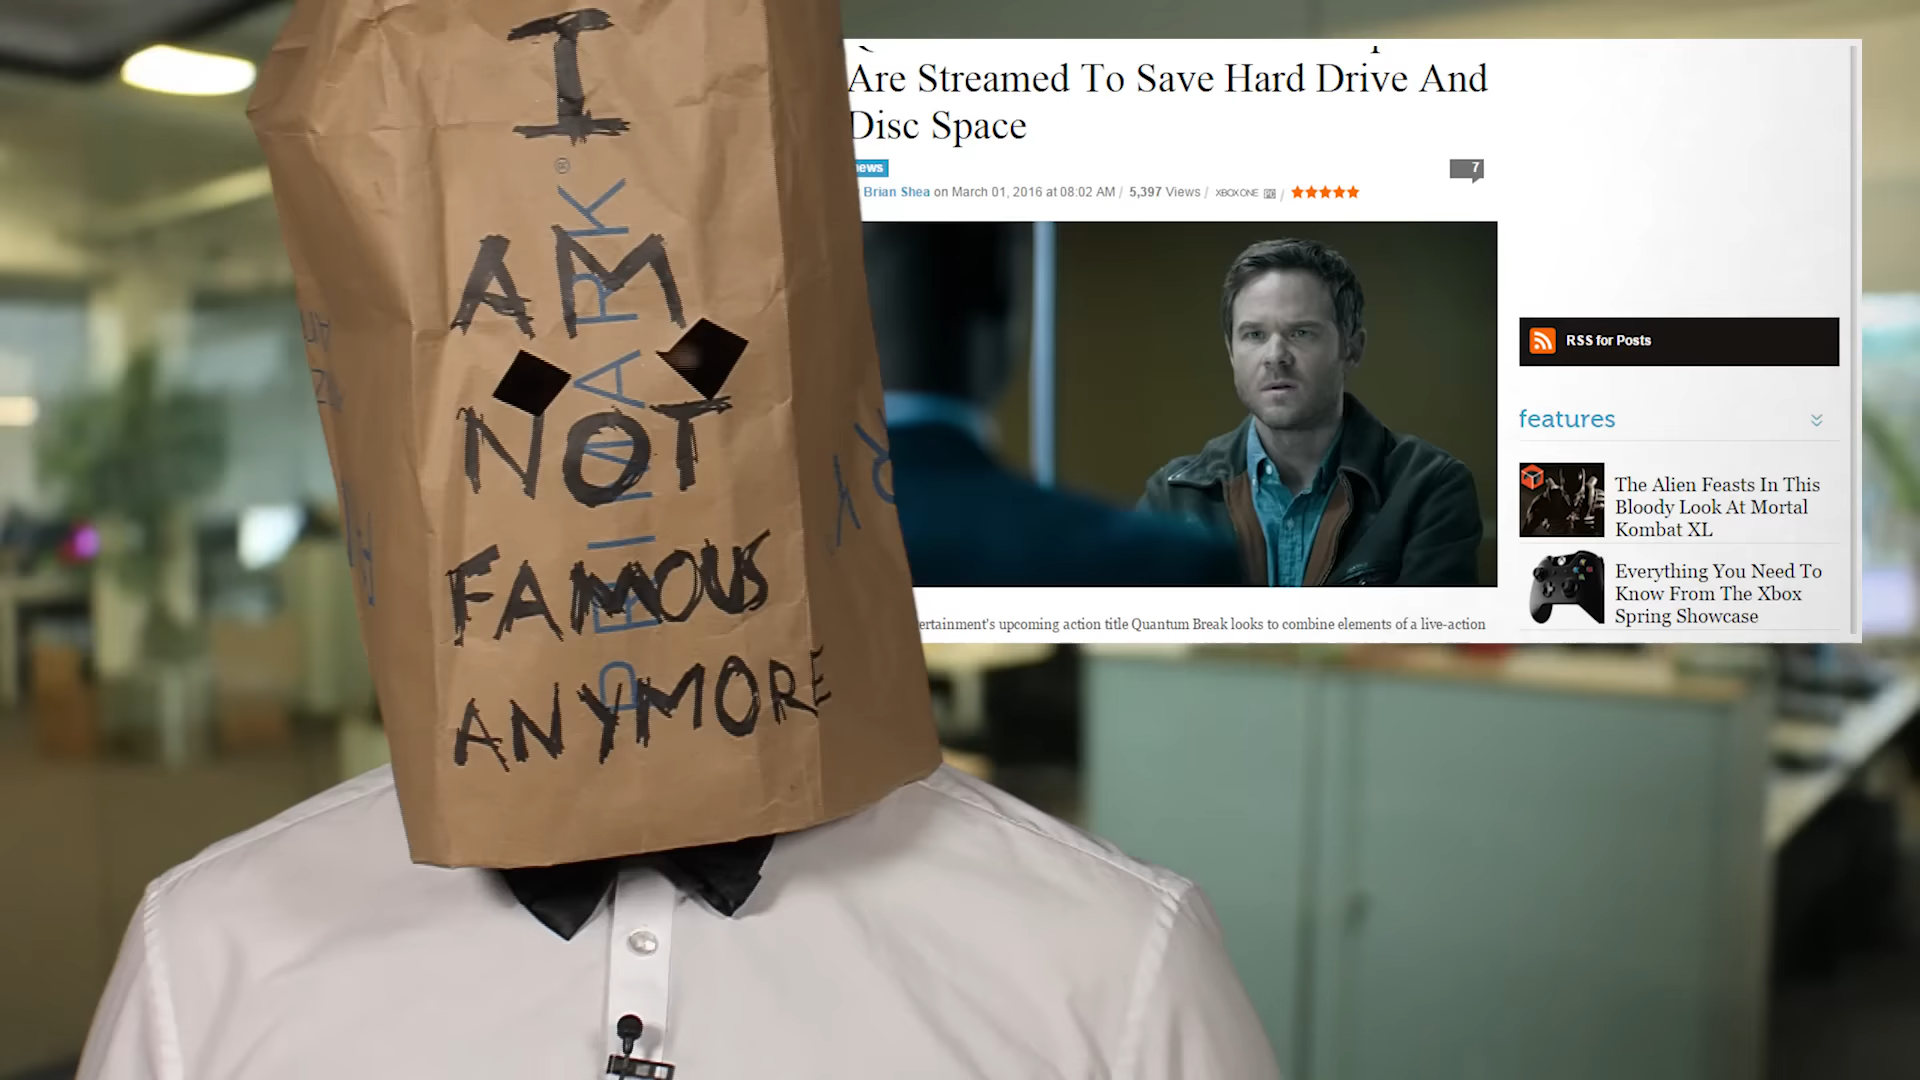 I
AM
NOT
FAMOUS
ANYMORE
PRIMARK®
Are Streamed To Save Hard Drive And
Disc Space
news
Brian Shea on March 01, 2016 at 08:02 AM / 5,397 Views / XBOX ONE PC /
7
RSS for Posts
features
The Alien Feasts In This
Bloody Look At Mortal
Kombat XL
Everything You Need To
Know From The Xbox
Spring Showcase
ertainment's upcoming action title Quantum Break looks to combine elements of a live-action